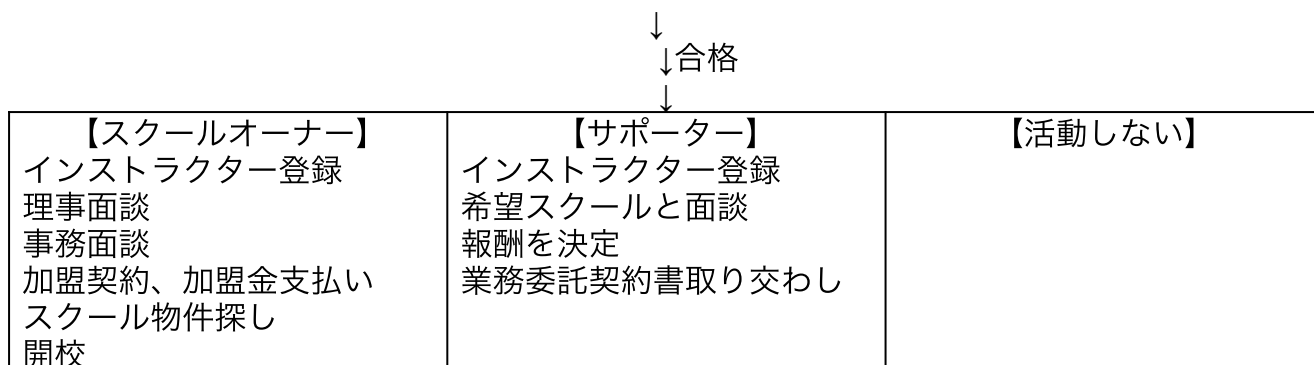 ↓
↓合格
↓
【スクールオーナー】
インストラクター登録
理事面談
事務面談
加盟契約、加盟金支払い
スクール物件探し
開校
【サポーター】
インストラクター登録
希望スクールと面談
報酬を決定
業務委託契約書取り交わし
【活動しない】